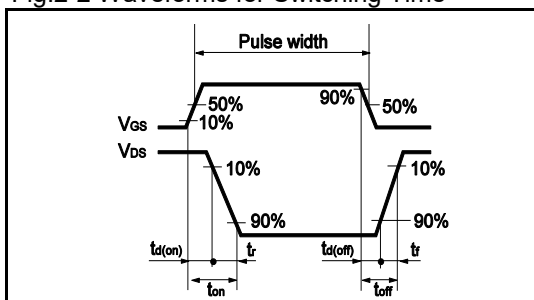 Fig.2-2 Waveforms for Switching Time
Pulse width
90%
50%
50%
VGS
10%
VDS
10%
10%
90%
90%
td(on)
tr
td(off)
tf
ton
toff